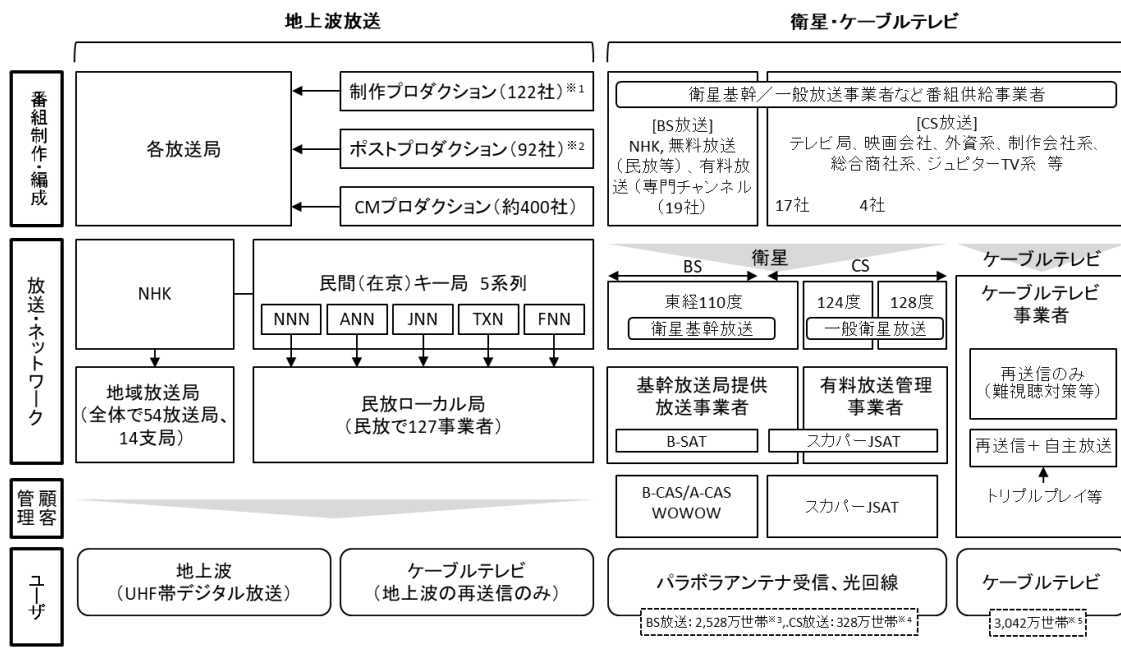 地上波放送
衛星・ケーブルテレビ
番組制作・編成
各放送局
制作プロダクション(122社)※1
ポストプロダクション(92社)※2
CMプロダクション(約400社)
衛星基幹/一般放送事業者など番組供給事業者
[BS放送]
NHK, 無料放送
(民放等)、有料放
送(専門チャンネル
(19社)
[CS放送]
テレビ局、映画会社、外資系、制作会社系、
総合商社系、ジュピターTV系 等
17社 4社
放送・ネットワーク
NHK
民間(在京)キー局 5系列
NNN
ANN
JNN
TXN
FNN
地域放送局
(全体で54放送局、
14支局)
民放ローカル局
(民放で127事業者)
衛星
BS
CS
東経110度
124度
128度
衛星基幹放送
一般衛星放送
基幹放送局提供
放送事業者
B-SAT
有料放送管理
事業者
スカパーJSAT
ケーブルテレビ
ケーブルテレビ
事業者
再送信のみ
(難視聴対策等)
再送信+自主放送
トリプルプレイ等
顧客
管理
B-CAS/A-CAS
WOWOW
スカパーJSAT
ユーザ
地上波
(UHF帯デジタル放送)
ケーブルテレビ
(地上波の再送信のみ)
パラボラアンテナ受信、光回線
BS放送:2,528万世帯※3,.CS放送:328万世帯※4
ケーブルテレビ
3,042万世帯※5